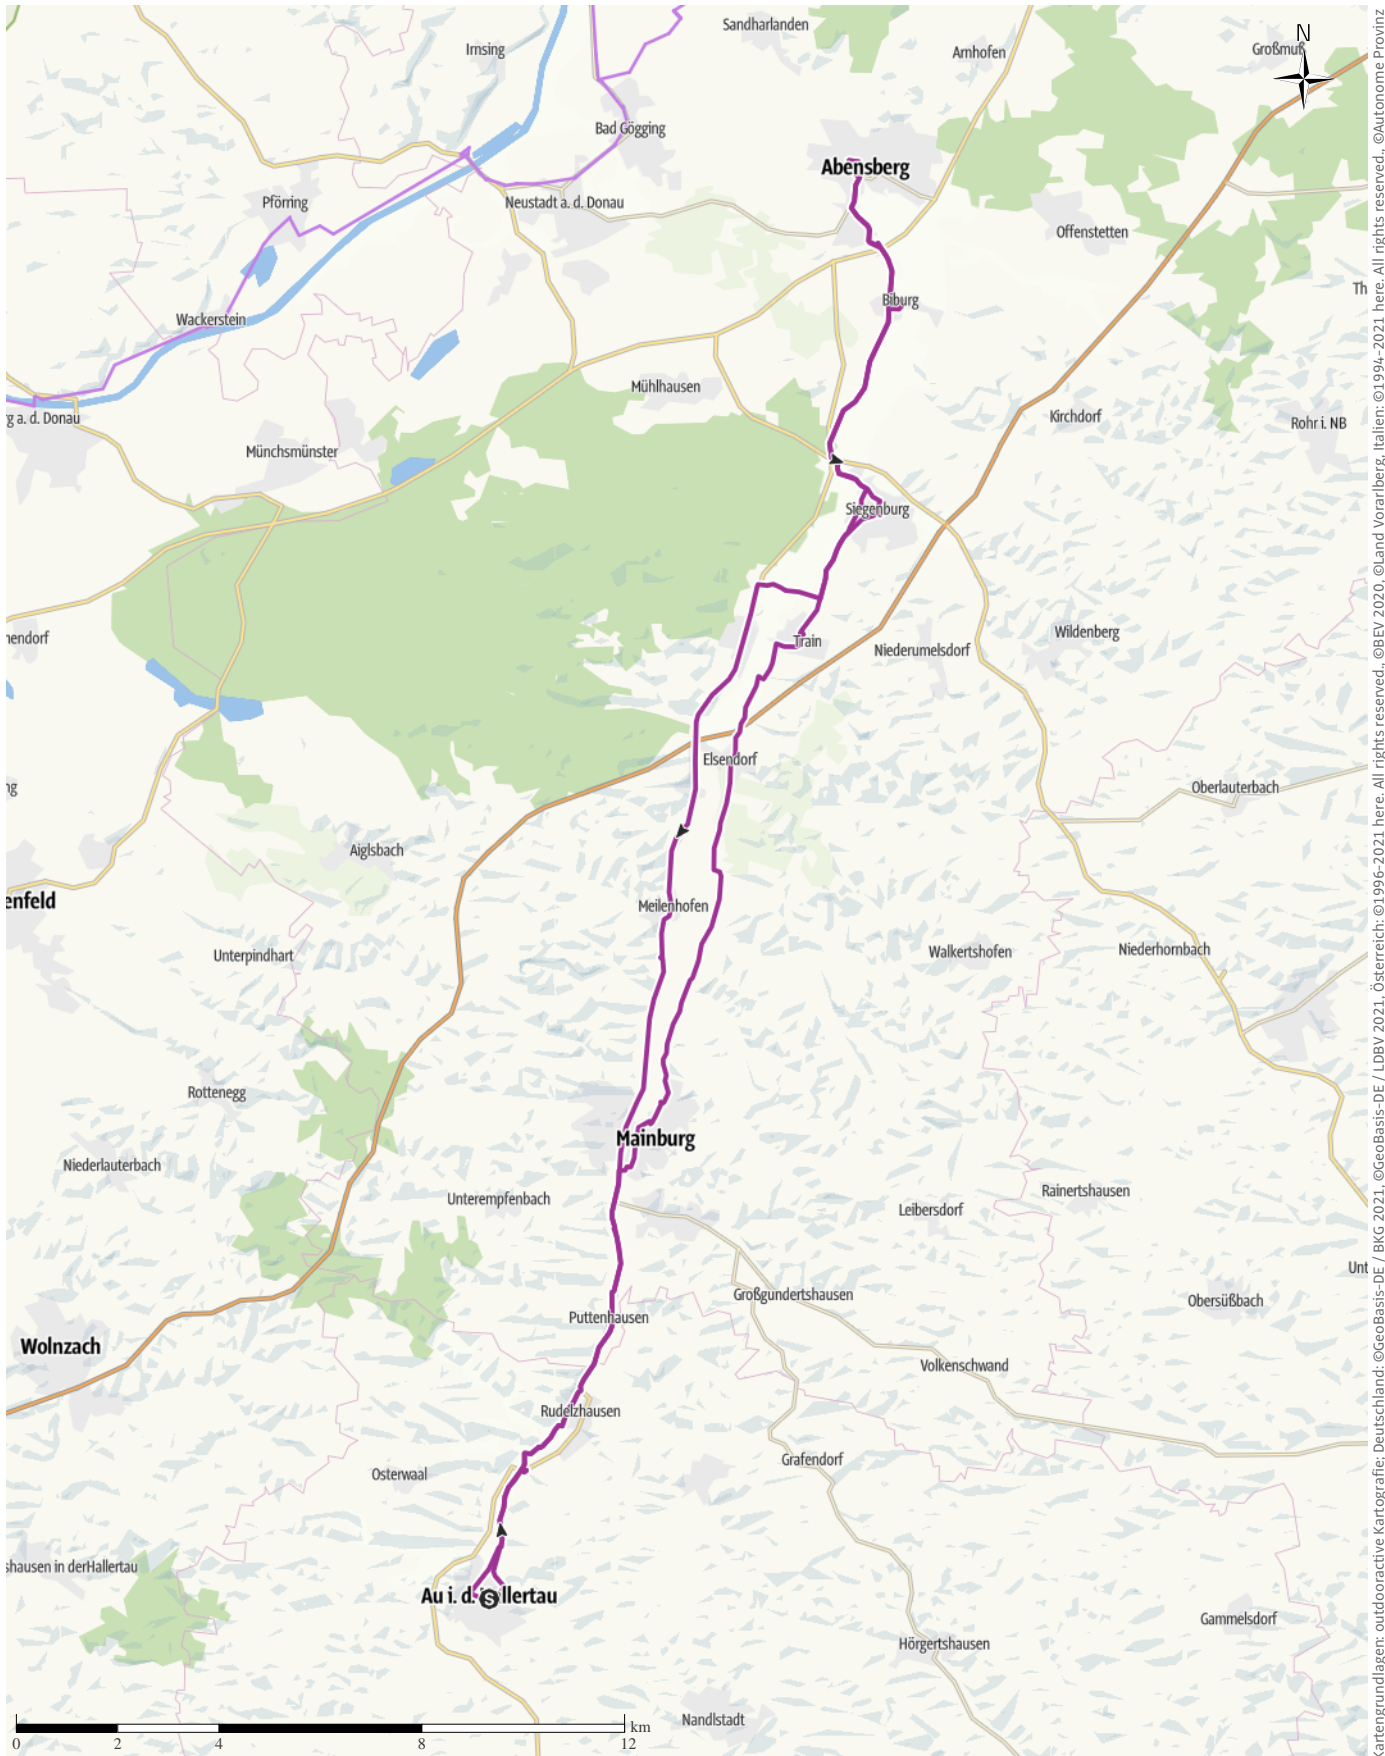 Sandharlanden
N
Irnsing
Arnhofen
Großmuß
Bad Gögging
Abensberg
Pförring
Neustadt a. d. Donau
Offenstetten
Biburg
Th
Wackerstein
Mühlhausen
g a. d. Donau
Kirchdorf
Rohr i. NB
Münchsmünster
Siegenburg
endorf
Train
Wildenberg
Niederumelsdorf
Elsendorf
ng
Oberlauterbach
Aiglsbach
enfeld
Meilenhofen
Unterpindhart
Walkertshofen
Niederhornbach
Rottenegg
Mainburg
Niederlauterbach
Unterempfenbach
Rainertshausen
Leibersdorf
Unt
Großgundertshausen
Obersüßbach
Puttenhausen
Wolnzach
Volkenschwand
Rudelzhausen
Grafendorf
Osterwaal
shausen in derHallertau
Au i. d. Hallertau
S
Gammelsdorf
Hörgertshausen
Nandlstadt
km
0 2 4 8 12
artengrundlagen: outdooractive Kartografie; Deutschland: ©GeoBasis-DE / BKG 2021, ©GeoBasis-DE / LDBV 2021, Österreich: ©1996-2021 here. All rights reserved., ©BEV 2020, ©Land Vorarlberg, Italien: ©1994-2021 here. All rights reserved., ©Autonome Provinz